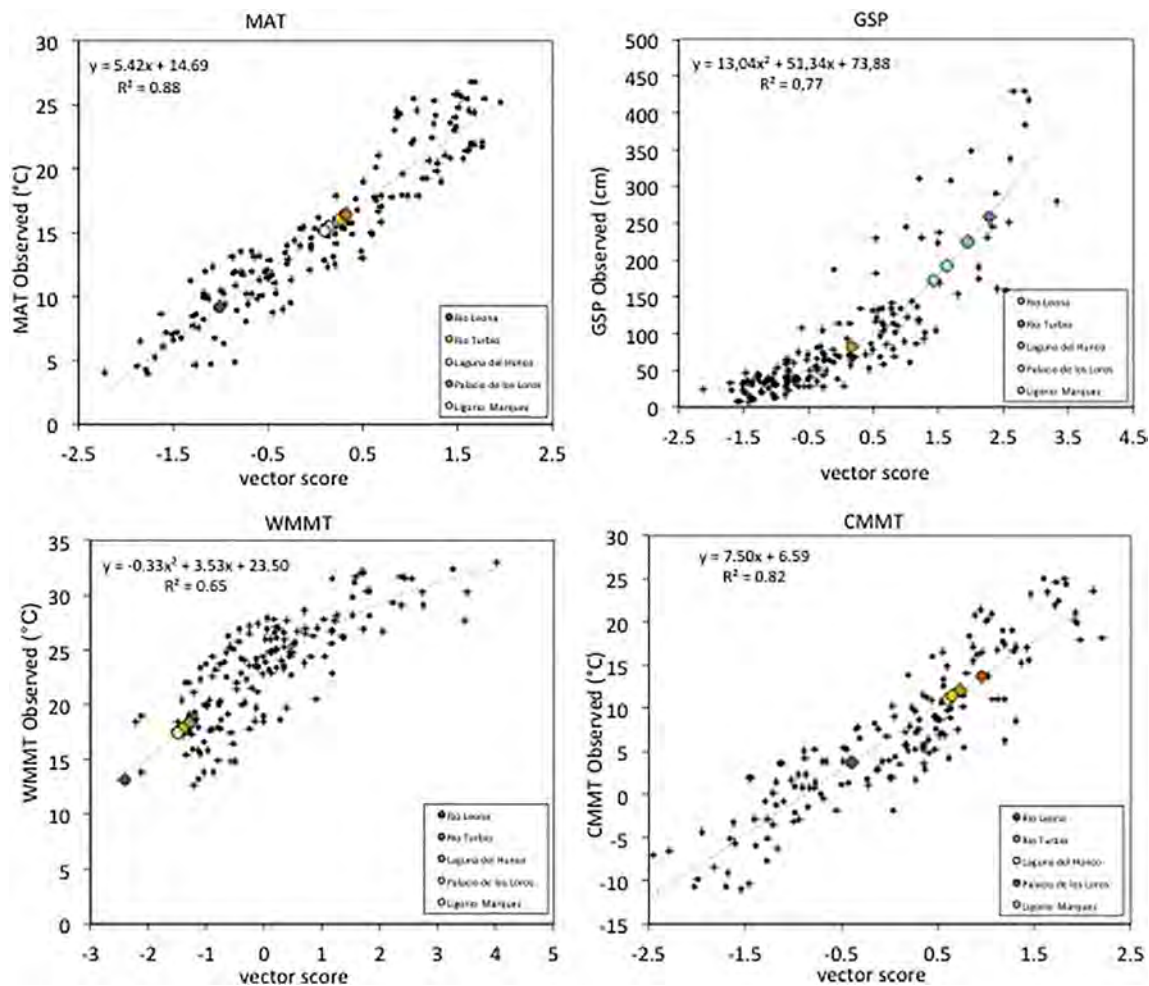 MAT
30
25
20
15
10
5
0
y = 5.42x + 14.69
R² = 0.88
MAT Observed (°C)
Rio Leona
Rio Turbio
Laguna del Hunco
Palacio de los Loros
Ligorio Marquez
-2.5 -1.5 -0.5 0.5 1.5 2.5
vector score
GSP
500
450
400
350
300
250
200
150
100
50
0
y = 13,04x² + 51,34x + 73,88
R² = 0,77
GSP Observed (cm)
Rio Leona
Rio Turbio
Laguna del Hunco
Palacio de los Loros
Ligorio Marquez
-2.5 -1.5 -0.5 0.5 1.5 2.5 3.5 4.5
vector score
WMMT
35
30
25
20
15
10
5
0
y = -0.33x² + 3.53x + 23.50
R² = 0.65
WMMT Observed (°C)
Rio Leona
Rio Turbio
Laguna del Hunco
Palacio de los Loros
Ligorio Marquez
-3 -2 -1 0 1 2 3 4 5
vector score
CMMT
30
25
20
15
10
5
0
-5
-10
-15
y = 7.50x + 6.59
R² = 0.82
CMMT Observed (°C)
Rio Leona
Rio Turbio
Laguna del Hunco
Palacio de los Loros
Ligorio Marquez
-2.5 -1.5 -0.5 0.5 1.5 2.5
vector score